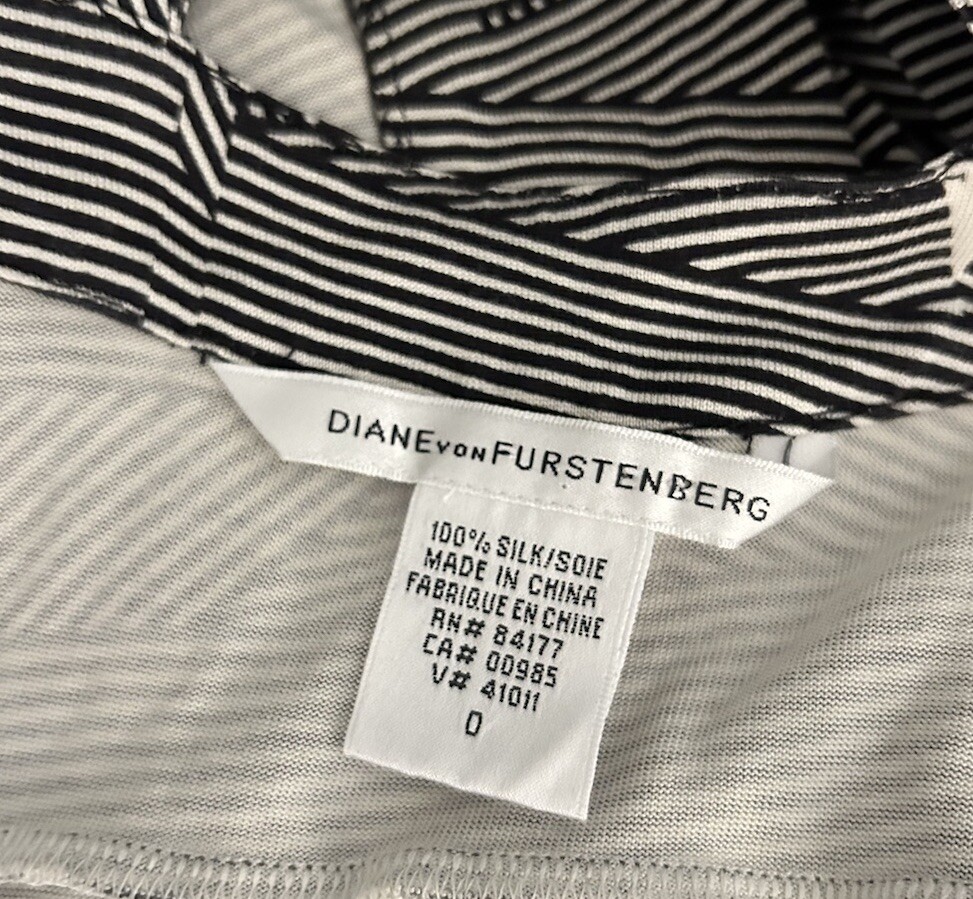 DIANE VON FURSTENBERG
100% SILK/SOIE
MADE IN CHINA
FABRIQUE EN CHINE
RN# 84177
CA# 00985
V# 41011
0